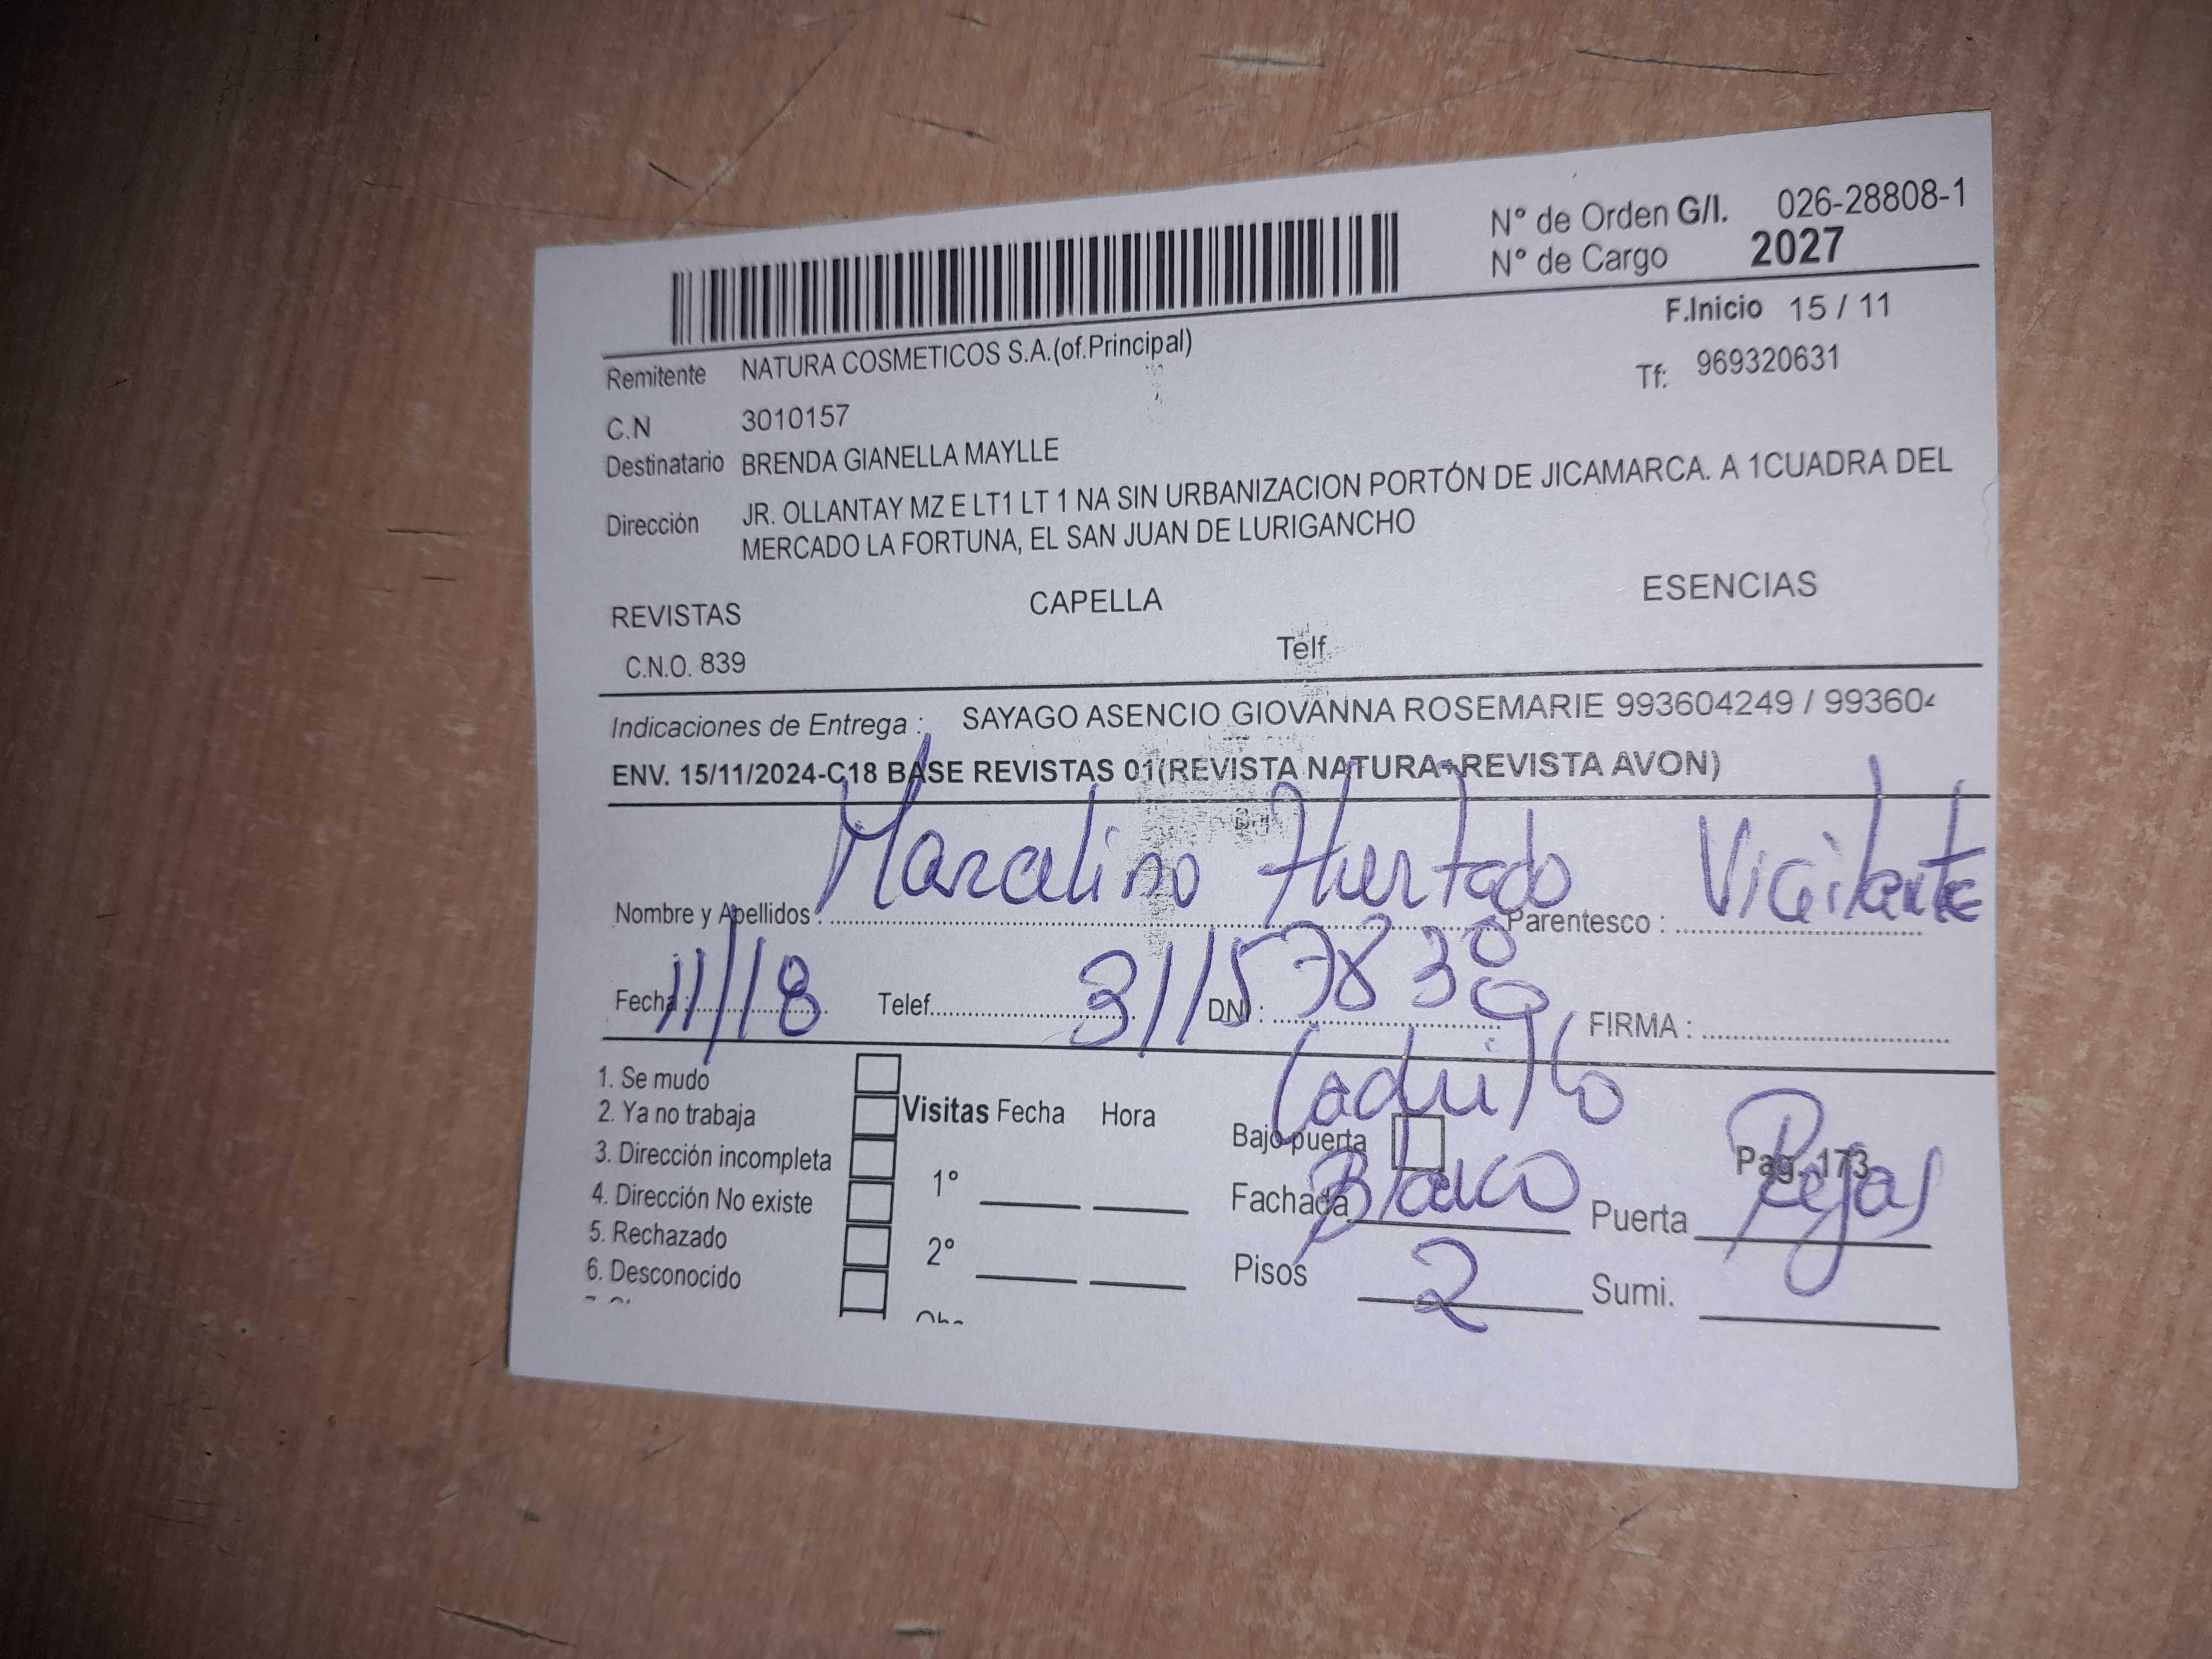 N° de Orden G/I. 026-28808-1
N° de Cargo 2027
F.Inicio 15 / 11
Remitente NATURA COSMETICOS S.A.(of.Principal)
Tf: 969320631
C.N 3010157
Destinatario BRENDA GIANELLA MAYLLE
Dirección JR. OLLANTAY MZ E LT1 LT 1 NA SIN URBANIZACION PORTÓN DE JICAMARCA. A 1CUADRA DEL
MERCADO LA FORTUNA, EL SAN JUAN DE LURIGANCHO
REVISTAS CAPELLA ESENCIAS
C.N.O. 839 Telf.
Indicaciones de Entrega : SAYAGO ASENCIO GIOVANNA ROSEMARIE 993604249 / 99360
ENV. 15/11/2024-C18 BASE REVISTAS 01(REVISTA NATURA+REVISTA AVON)
Nombre y Apellidos : Marcelino Hurtado Parentesco : Vigilante
Fecha : 11/18 Telef. DNI : 31157838 FIRMA :
Ladrillo
1. Se mudo
2. Ya no trabaja Visitas Fecha Hora Bajo puerta
3. Dirección incompleta Pag. 173
4. Dirección No existe 1° Fachada Blanco Puerta Rejas
5. Rechazado
6. Desconocido 2° Pisos 2 Sumi.